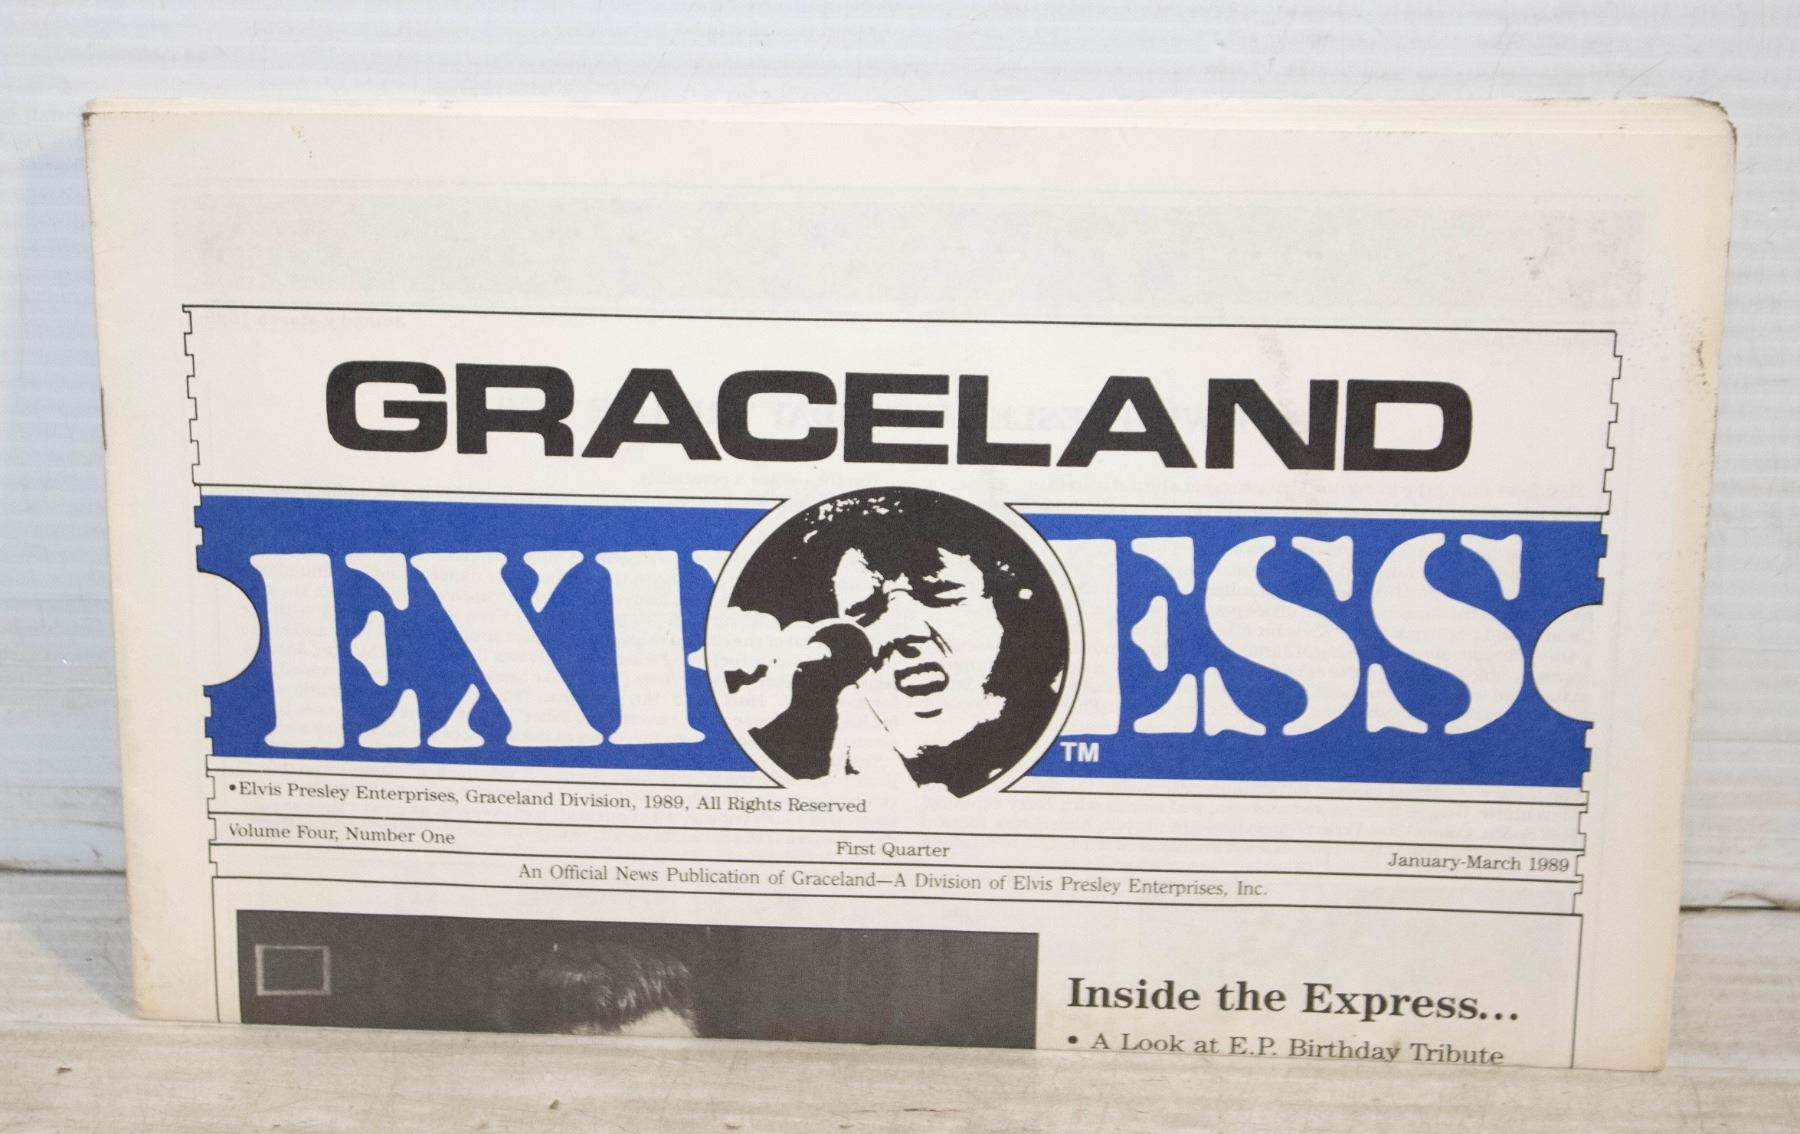 GRACELAND
EXPRESS
TM
•Elvis Presley Enterprises, Graceland Division, 1989, All Rights Reserved
Volume Four, Number One First Quarter January-March 1989
An Official News Publication of Graceland—A Division of Elvis Presley Enterprises, Inc.
Inside the Express...
• A Look at E.P. Birthday Tribute